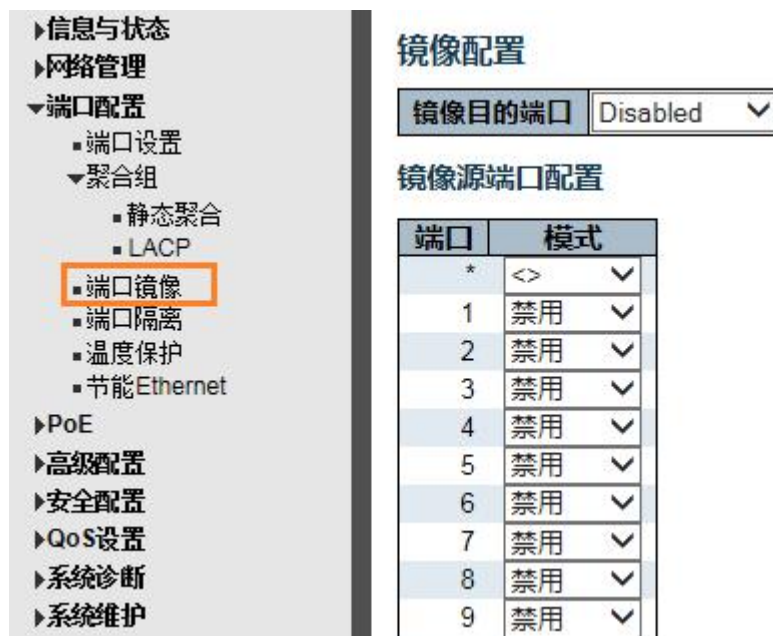 信息与状态
网络管理
端口配置
端口设置
聚合组
静态聚合
LACP
端口镜像
端口隔离
温度保护
节能Ethernet
PoE
高级配置
安全配置
QoS设置
系统诊断
系统维护
镜像配置
镜像目的端口 Disabled
镜像源端口配置
端口 模式
* <>
1 禁用
2 禁用
3 禁用
4 禁用
5 禁用
6 禁用
7 禁用
8 禁用
9 禁用